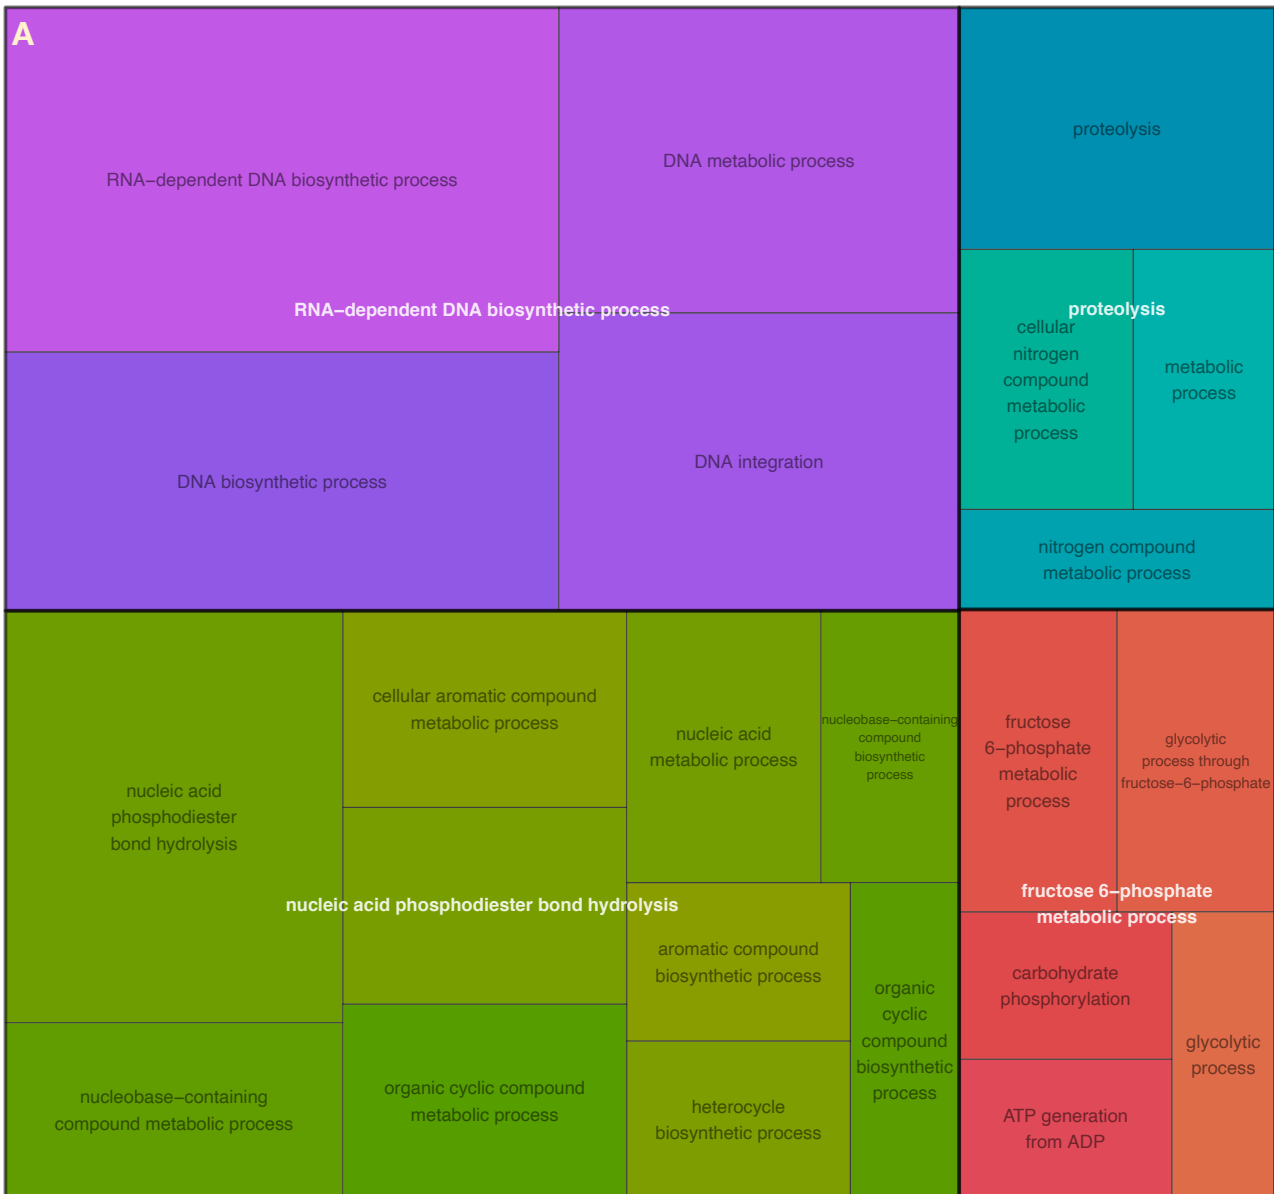 A
RNA−dependent DNA biosynthetic process
DNA metabolic process
RNA−dependent DNA biosynthetic process
DNA biosynthetic process
DNA integration
proteolysis
proteolysis
cellular
nitrogen
compound
metabolic
process
metabolic
process
nitrogen compound
metabolic process
nucleic acid
phosphodiester
bond hydrolysis
cellular aromatic compound
metabolic process
nucleic acid
metabolic process
nucleobase−containing
compound
biosynthetic
process
nucleic acid phosphodiester bond hydrolysis
aromatic compound
biosynthetic process
organic
cyclic
compound
biosynthetic
process
nucleobase−containing
compound metabolic process
organic cyclic compound
metabolic process
heterocycle
biosynthetic process
fructose
6−phosphate
metabolic
process
glycolytic
process through
fructose−6−phosphate
fructose 6−phosphate
metabolic process
carbohydrate
phosphorylation
glycolytic
process
ATP generation
from ADP